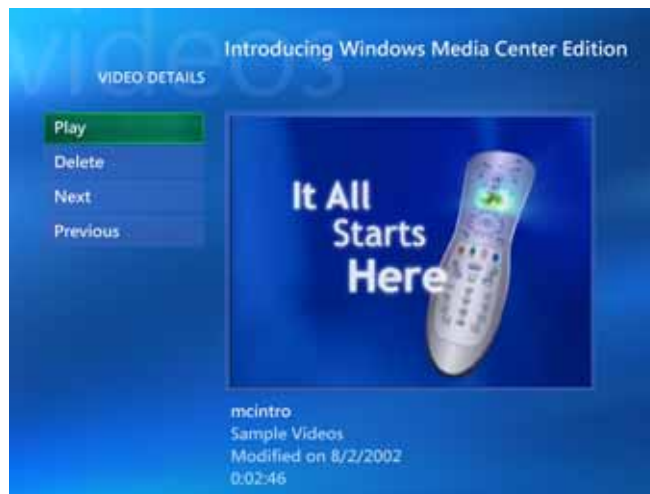 videos
Introducing Windows Media Center Edition
VIDEO DETAILS
Play
Delete
Next
Previous
It All
Starts
Here
mcintro
Sample Videos
Modified on 8/2/2002
0:02:46